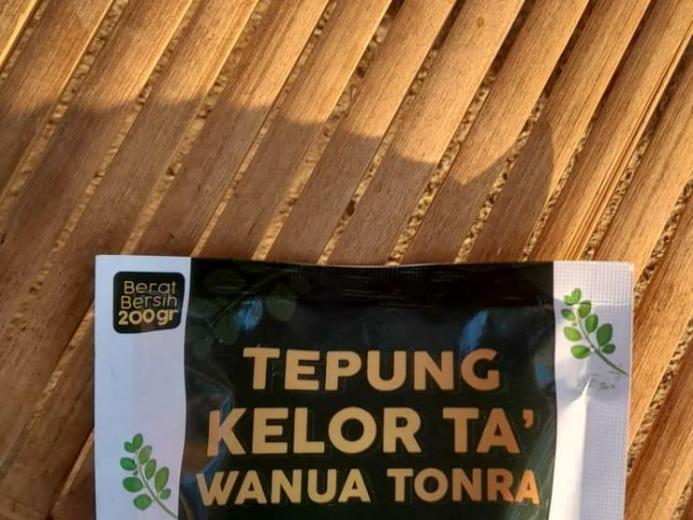 Berat
Bersih
200gr
TEPUNG
KELOR TA'
WANUA TONRA